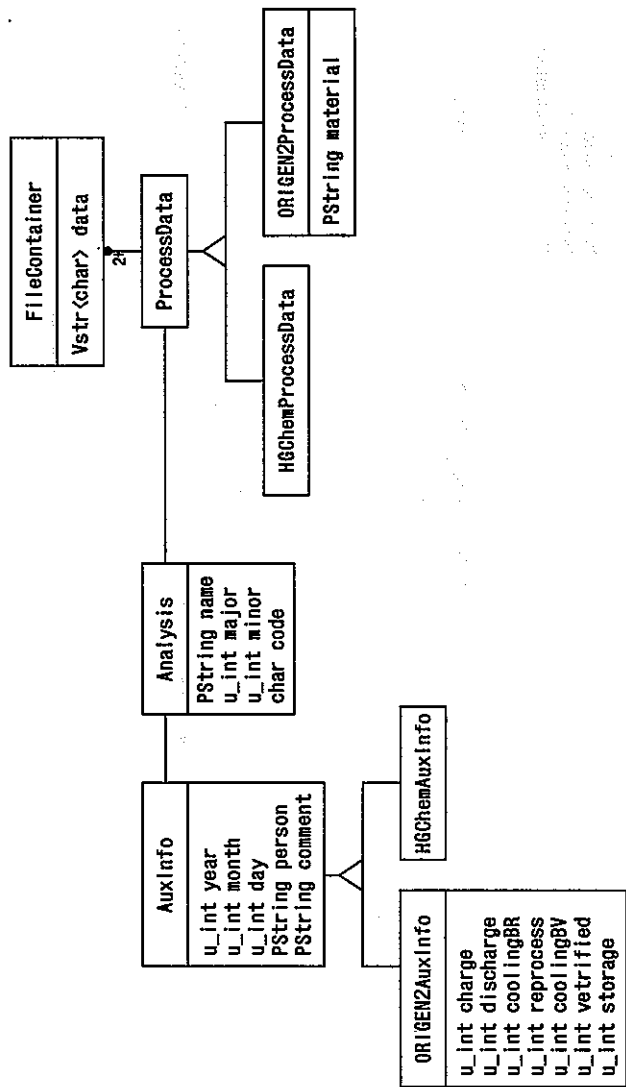 FileContainer
Vstr<char> data
2+
ProcessData
HGChemProcessData
ORIGEN2ProcessData
PString material
Analysis
PString name
u_int major
u_int minor
char code
AuxInfo
u_int year
u_int month
u_int day
PString person
PString comment
ORIGEN2AuxInfo
u_int charge
u_int discharge
u_int coolingBR
u_int reprocess
u_int coolingBV
u_int vetrified
u_int storage
HGChemAuxInfo